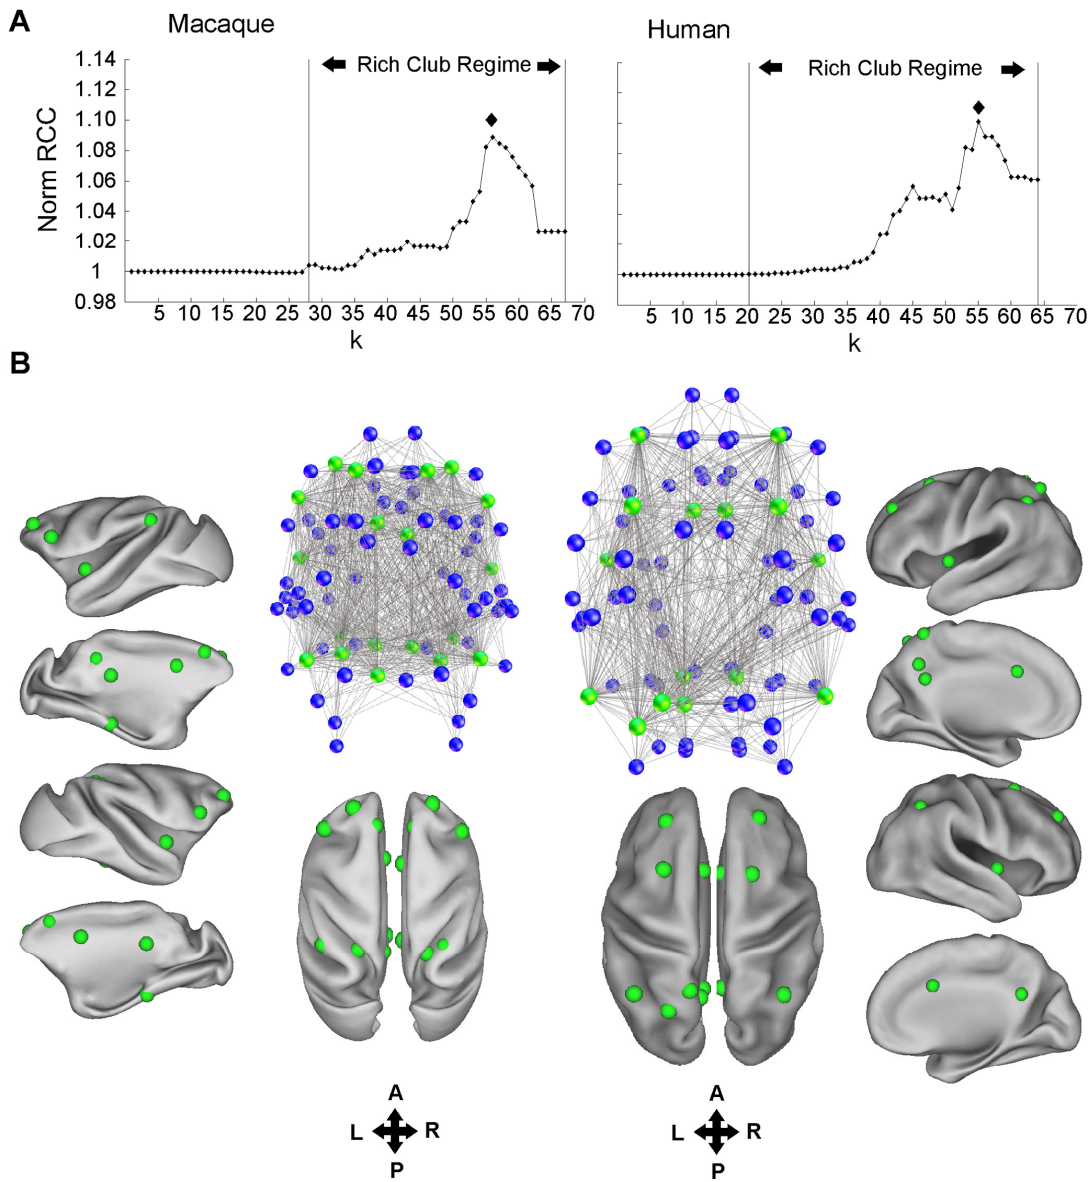 A
Macaque
Human
Rich Club Regime
Rich Club Regime
Norm RCC
1.14
1.12
1.10
1.08
1.06
1.04
1.02
1
0.98
5 10 15 20 25 30 35 40 45 50 55 60 65 70
k
5 10 15 20 25 30 35 40 45 50 55 60 65 70
k
B
A
L R
P
A
L R
P